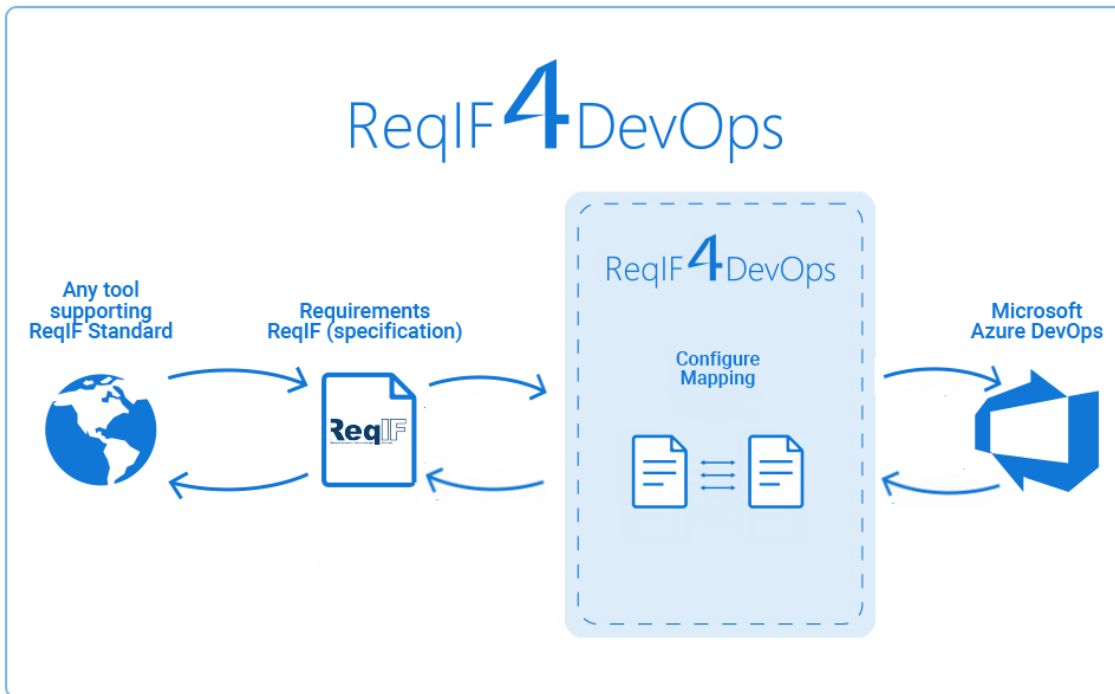 ReqIF4DevOps
ReqIF4DevOps
Any tool
supporting
ReqIF Standard
Requirements
ReqIF (specification)
Configure
Mapping
Microsoft
Azure DevOps
ReqIF